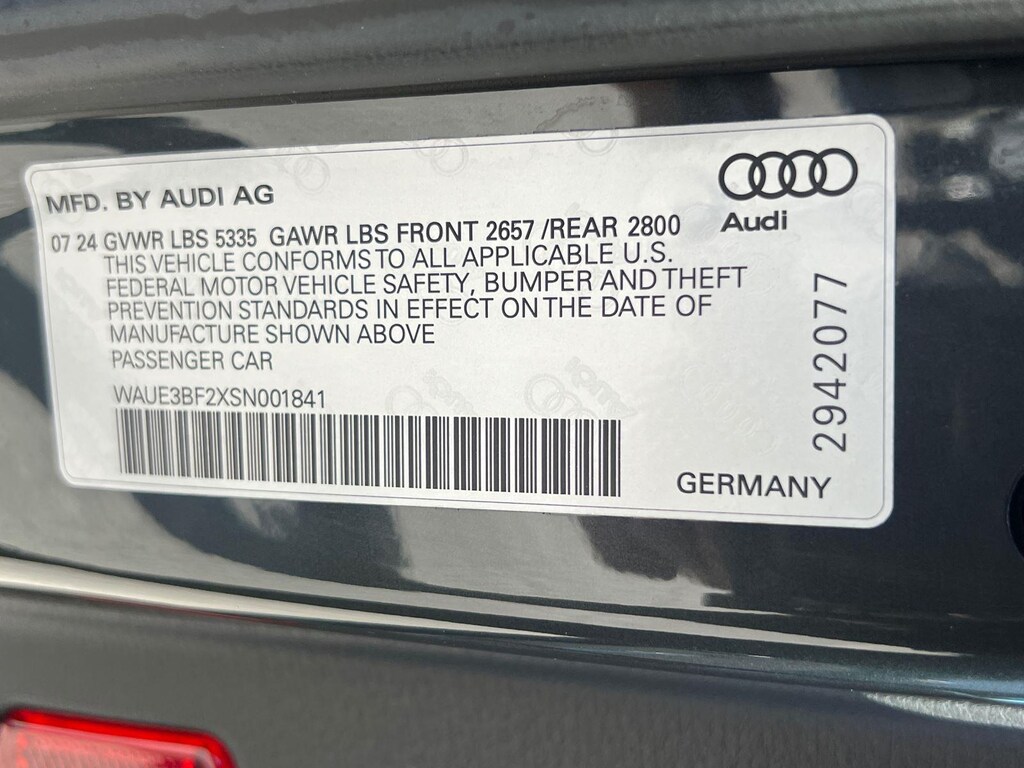 MFD. BY AUDI AG
Audi
07 24 GVWR LBS 5335 GAWR LBS FRONT 2657 /REAR 2800
THIS VEHICLE CONFORMS TO ALL APPLICABLE U.S.
FEDERAL MOTOR VEHICLE SAFETY, BUMPER AND THEFT
PREVENTION STANDARDS IN EFFECT ON THE DATE OF
MANUFACTURE SHOWN ABOVE
PASSENGER CAR
WAUE3BF2XSN001841
GERMANY
2942077